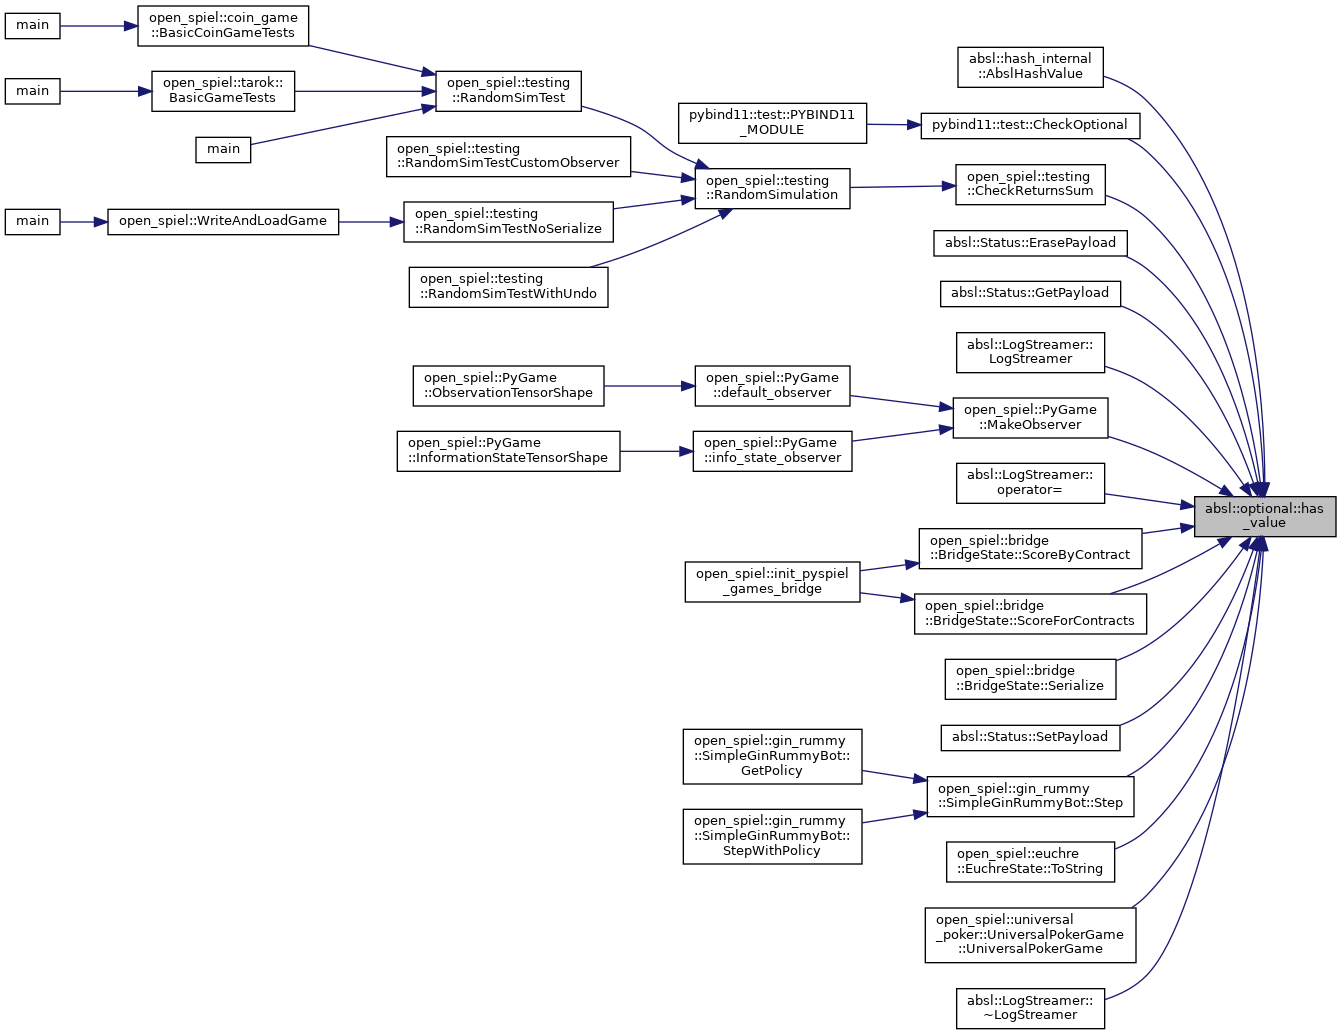 main
open_spiel::coin_game
::BasicCoinGameTests
main
open_spiel::tarok::
BasicGameTests
main
open_spiel::testing
::RandomSimTest
open_spiel::testing
::RandomSimTestCustomObserver
main
open_spiel::WriteAndLoadGame
open_spiel::testing
::RandomSimTestNoSerialize
open_spiel::testing
::RandomSimTestWithUndo
pybind11::test::PYBIND11
_MODULE
open_spiel::testing
::RandomSimulation
open_spiel::PyGame
::ObservationTensorShape
open_spiel::PyGame
::default_observer
open_spiel::PyGame
::InformationStateTensorShape
open_spiel::PyGame
::info_state_observer
open_spiel::init_pyspiel
_games_bridge
open_spiel::gin_rummy
::SimpleGinRummyBot::
GetPolicy
open_spiel::gin_rummy
::SimpleGinRummyBot::
StepWithPolicy
absl::hash_internal
::AbslHashValue
pybind11::test::CheckOptional
open_spiel::testing
::CheckReturnsSum
absl::Status::ErasePayload
absl::Status::GetPayload
absl::LogStreamer::
LogStreamer
open_spiel::PyGame
::MakeObserver
absl::LogStreamer::
operator=
open_spiel::bridge
::BridgeState::ScoreByContract
open_spiel::bridge
::BridgeState::ScoreForContracts
open_spiel::bridge
::BridgeState::Serialize
absl::Status::SetPayload
open_spiel::gin_rummy
::SimpleGinRummyBot::Step
open_spiel::euchre
::EuchreState::ToString
open_spiel::universal
_poker::UniversalPokerGame
::UniversalPokerGame
absl::LogStreamer::
~LogStreamer
absl::optional::has
_value